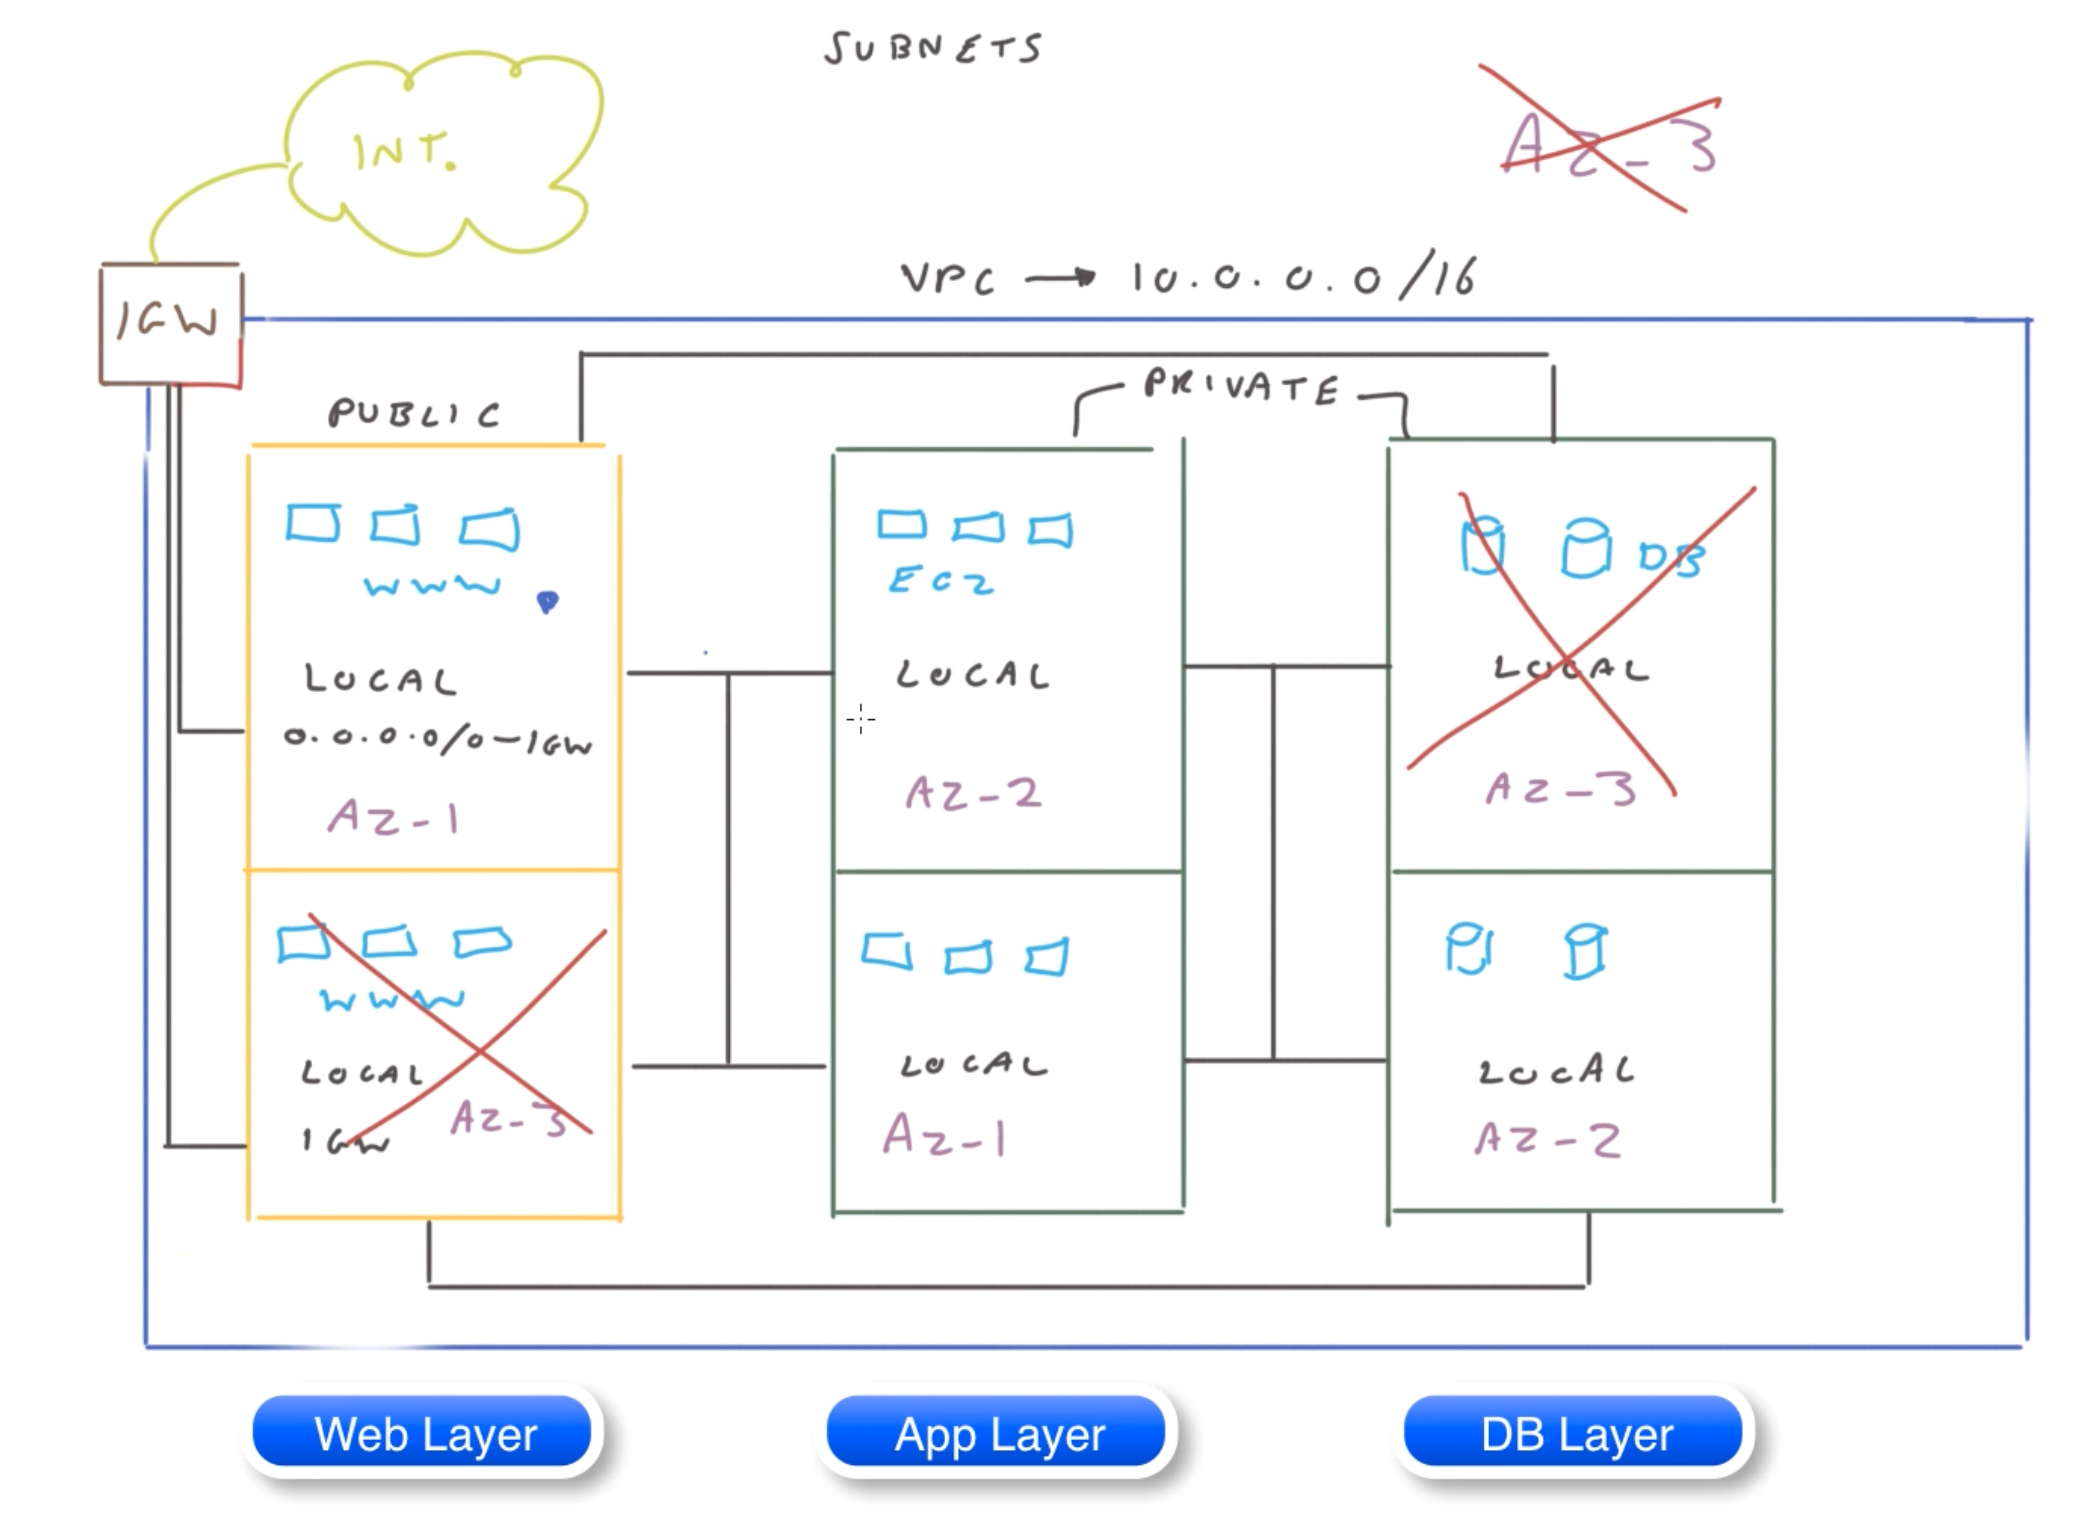 SUBNETS
INT.
AZ-3
VPC → 10.0.0.0/16
IGW
PRIVATE
PUBLIC
WWW
LOCAL
0.0.0.0/0-IGW
AZ-1
EC2
LOCAL
AZ-2
DB
LOCAL
AZ-3
WWW
LOCAL
AZ-3
IGW
LOCAL
AZ-1
LOCAL
AZ-2
Web Layer
App Layer
DB Layer